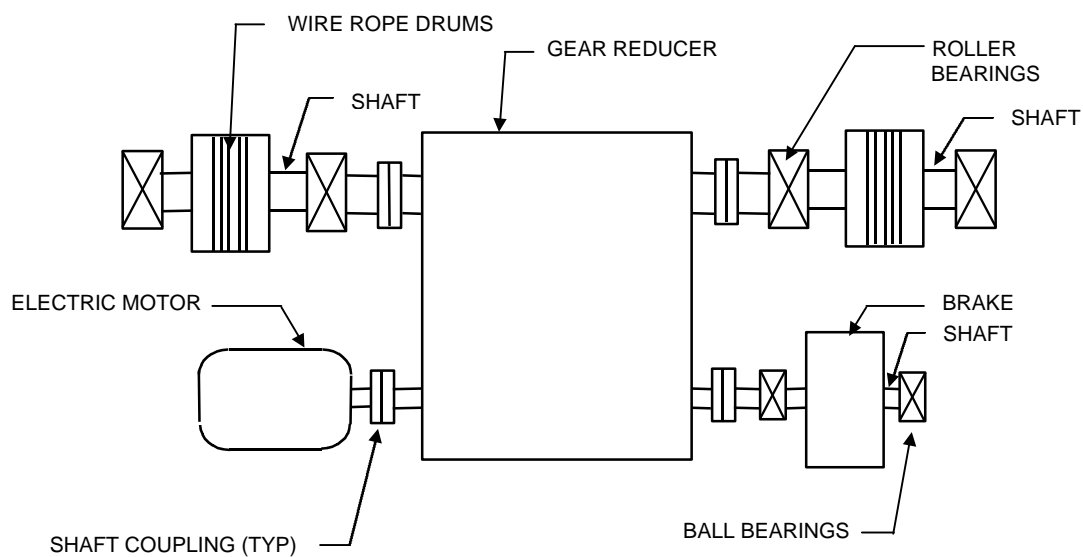 WIRE ROPE DRUMS
GEAR REDUCER
ROLLER
BEARINGS
SHAFT
SHAFT
ELECTRIC MOTOR
BRAKE
SHAFT
SHAFT COUPLING (TYP)
BALL BEARINGS